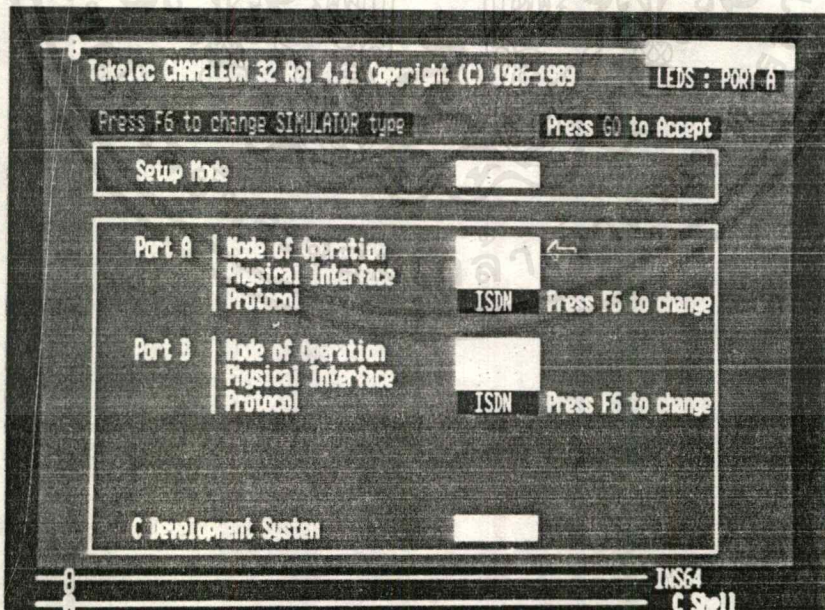 Tekelec CHAMELEON 32 Rel 4.11 Copyright (C) 1986-1989
LEDS : PORT A
Press F6 to change SIMULATOR type
Press GO to Accept
Setup Mode
Port A
Mode of Operation
Physical Interface
Protocol ISDN Press F6 to change
Port B
Mode of Operation
Physical Interface
Protocol ISDN Press F6 to change
C Development System
INS64
C Shell